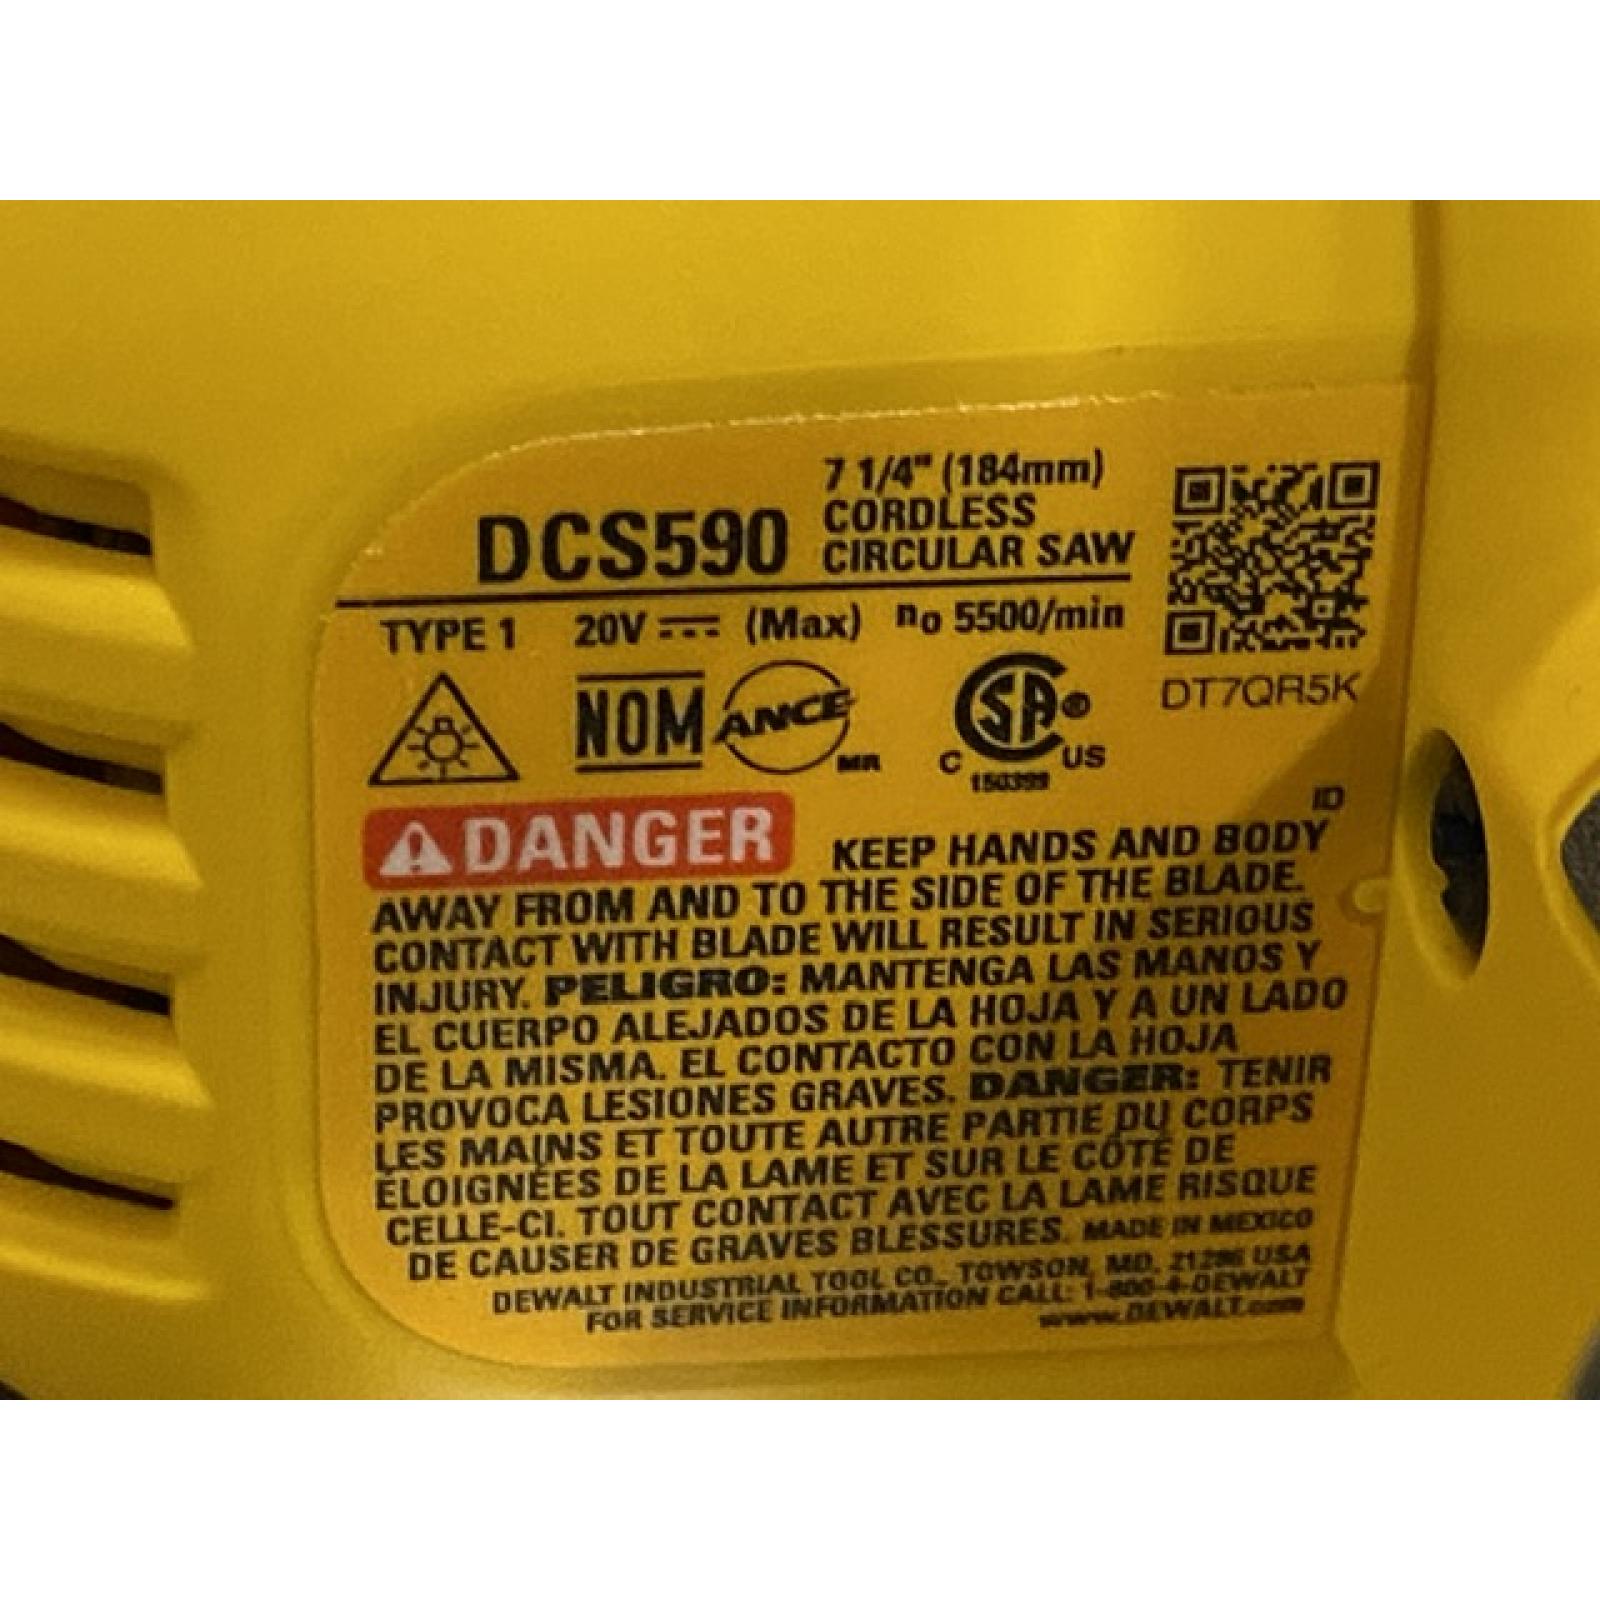 7 1/4" (184mm)
DCS590 CORDLESS
CIRCULAR SAW
TYPE 1 20V (Max) no 5500/min
DT7QR5K
NOM ANCE MR
CSA® C US
150399
ID
DANGER KEEP HANDS AND BODY
AWAY FROM AND TO THE SIDE OF THE BLADE.
CONTACT WITH BLADE WILL RESULT IN SERIOUS
INJURY. PELIGRO: MANTENGA LAS MANOS Y
EL CUERPO ALEJADOS DE LA HOJA Y A UN LADO
DE LA MISMA. EL CONTACTO CON LA HOJA
PROVOCA LESIONES GRAVES. DANGER: TENIR
LES MAINS ET TOUTE AUTRE PARTIE DU CORPS
ÉLOIGNÉES DE LA LAME ET SUR LE CÔTÉ DE
CELLE-CI. TOUT CONTACT AVEC LA LAME RISQUE
DE CAUSER DE GRAVES BLESSURES. MADE IN MEXICO
DEWALT INDUSTRIAL TOOL CO., TOWSON, MD. 21286 USA
FOR SERVICE INFORMATION CALL: 1-800-4-DEWALT
www.DEWALT.com